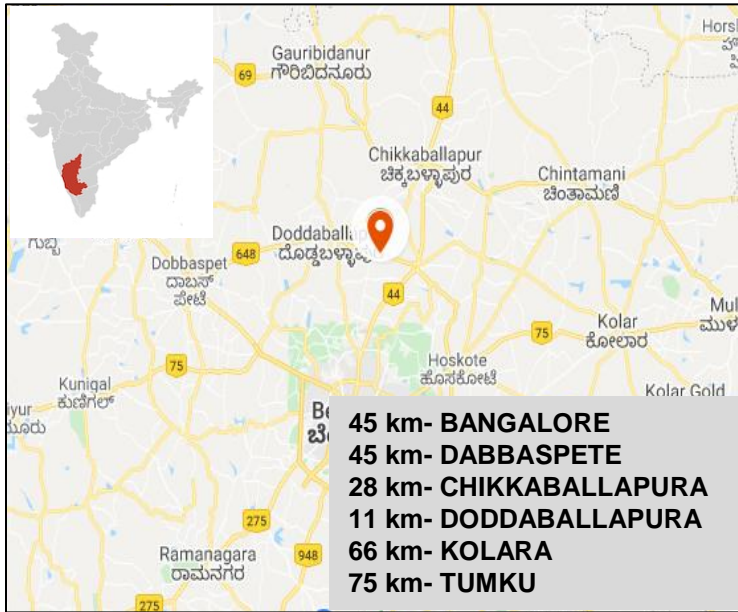 Gauribidanur
ಗೌರಿಬಿದನೂರು
69
44
Chikkaballapur
ಚಿಕ್ಕಬಳ್ಳಾಪುರ
Chintamani
ಚಿಂತಾಮಣಿ
ಗುಬ್ಬಿ
648
ದೊಡ್ಡಬಳ್ಳಾಪು
Dobbaspet
ದಾಬಸ್
ಪೇಟೆ
44
Kolar
ಕೋಲಾರ
75
75
Hoskote
ಹೊಸಕೋಟೆ
Kunigal
ಕುಣಿಗಲ್
Kolar Gold
45 km- BANGALORE
45 km- DABBASPETE
28 km- CHIKKABALLAPURA
11 km- DODDABALLAPURA
66 km- KOLARA
75 km- TUMKU
275
Ramanagara
ರಾಮನಗರ
948
275